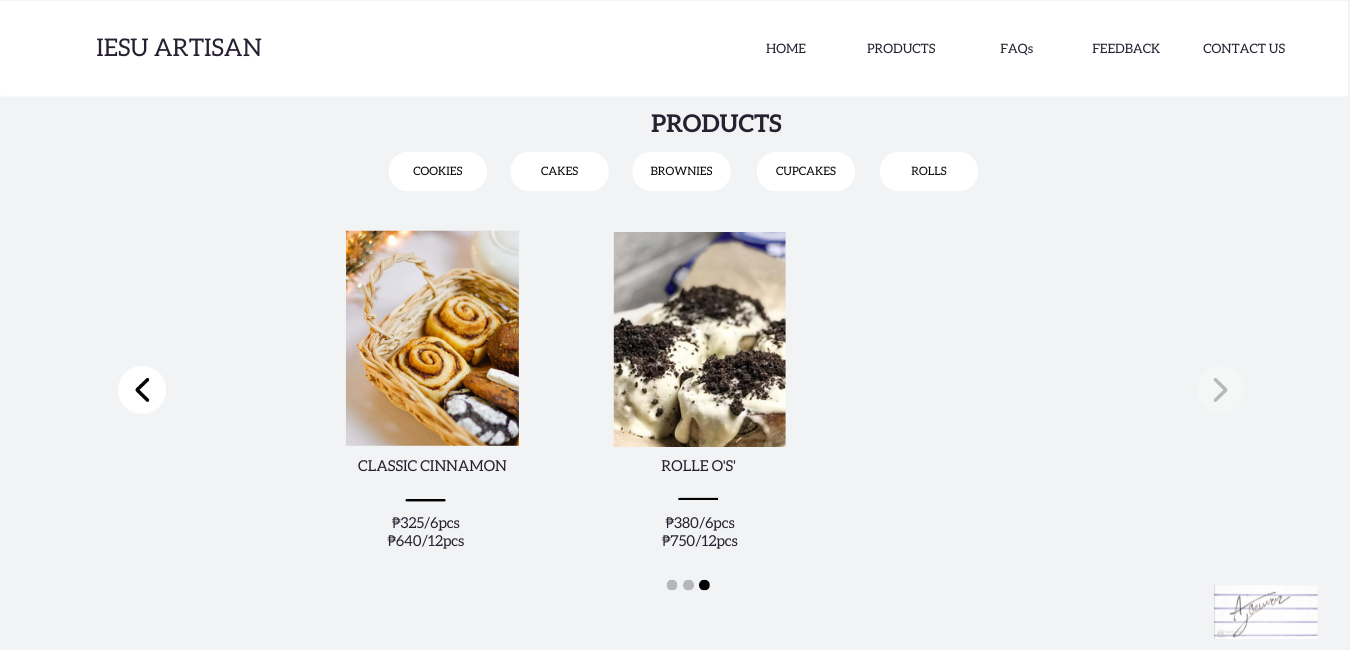 IESU ARTISAN
HOME PRODUCTS FAQs FEEDBACK CONTACT US
PRODUCTS
COOKIES CAKES BROWNIES CUPCAKES ROLLS
CLASSIC CINNAMON
₱325/6pcs
₱640/12pcs
ROLLE O'S'
₱380/6pcs
₱750/12pcs